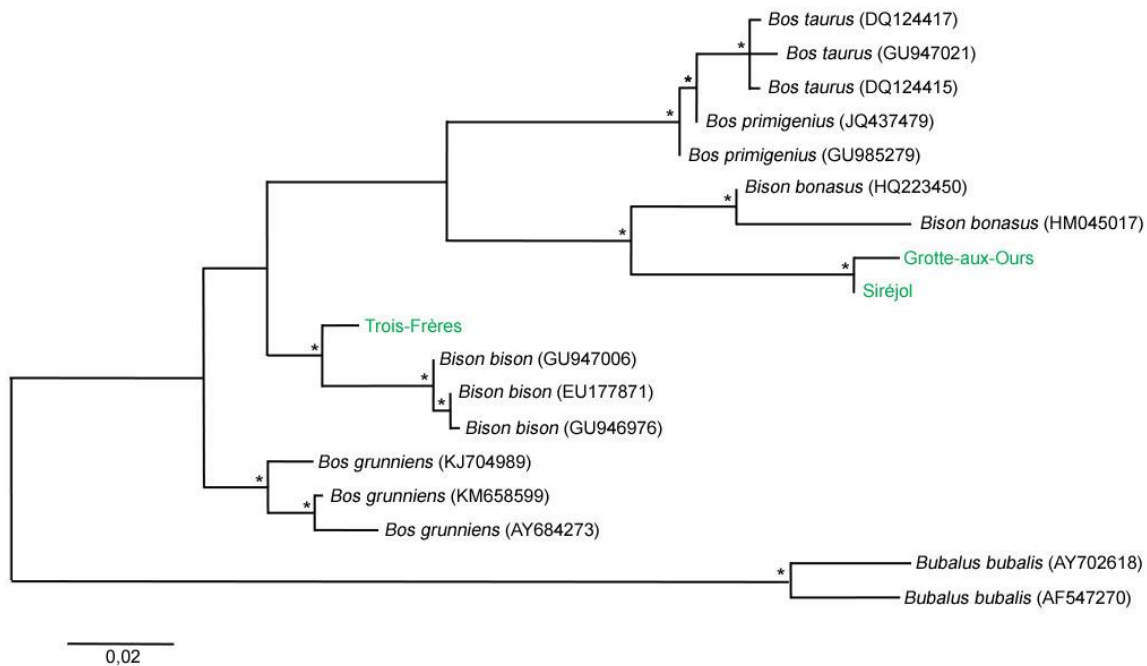 Bos taurus (DQ124417)
Bos taurus (GU947021)
Bos taurus (DQ124415)
Bos primigenius (JQ437479)
Bos primigenius (GU985279)
Bison bonasus (HQ223450)
Bison bonasus (HM045017)
Grotte-aux-Ours
Siréjol
Trois-Frères
Bison bison (GU947006)
Bison bison (EU177871)
Bison bison (GU946976)
Bos grunniens (KJ704989)
Bos grunniens (KM658599)
Bos grunniens (AY684273)
Bubalus bubalis (AY702618)
Bubalus bubalis (AF547270)
0,02